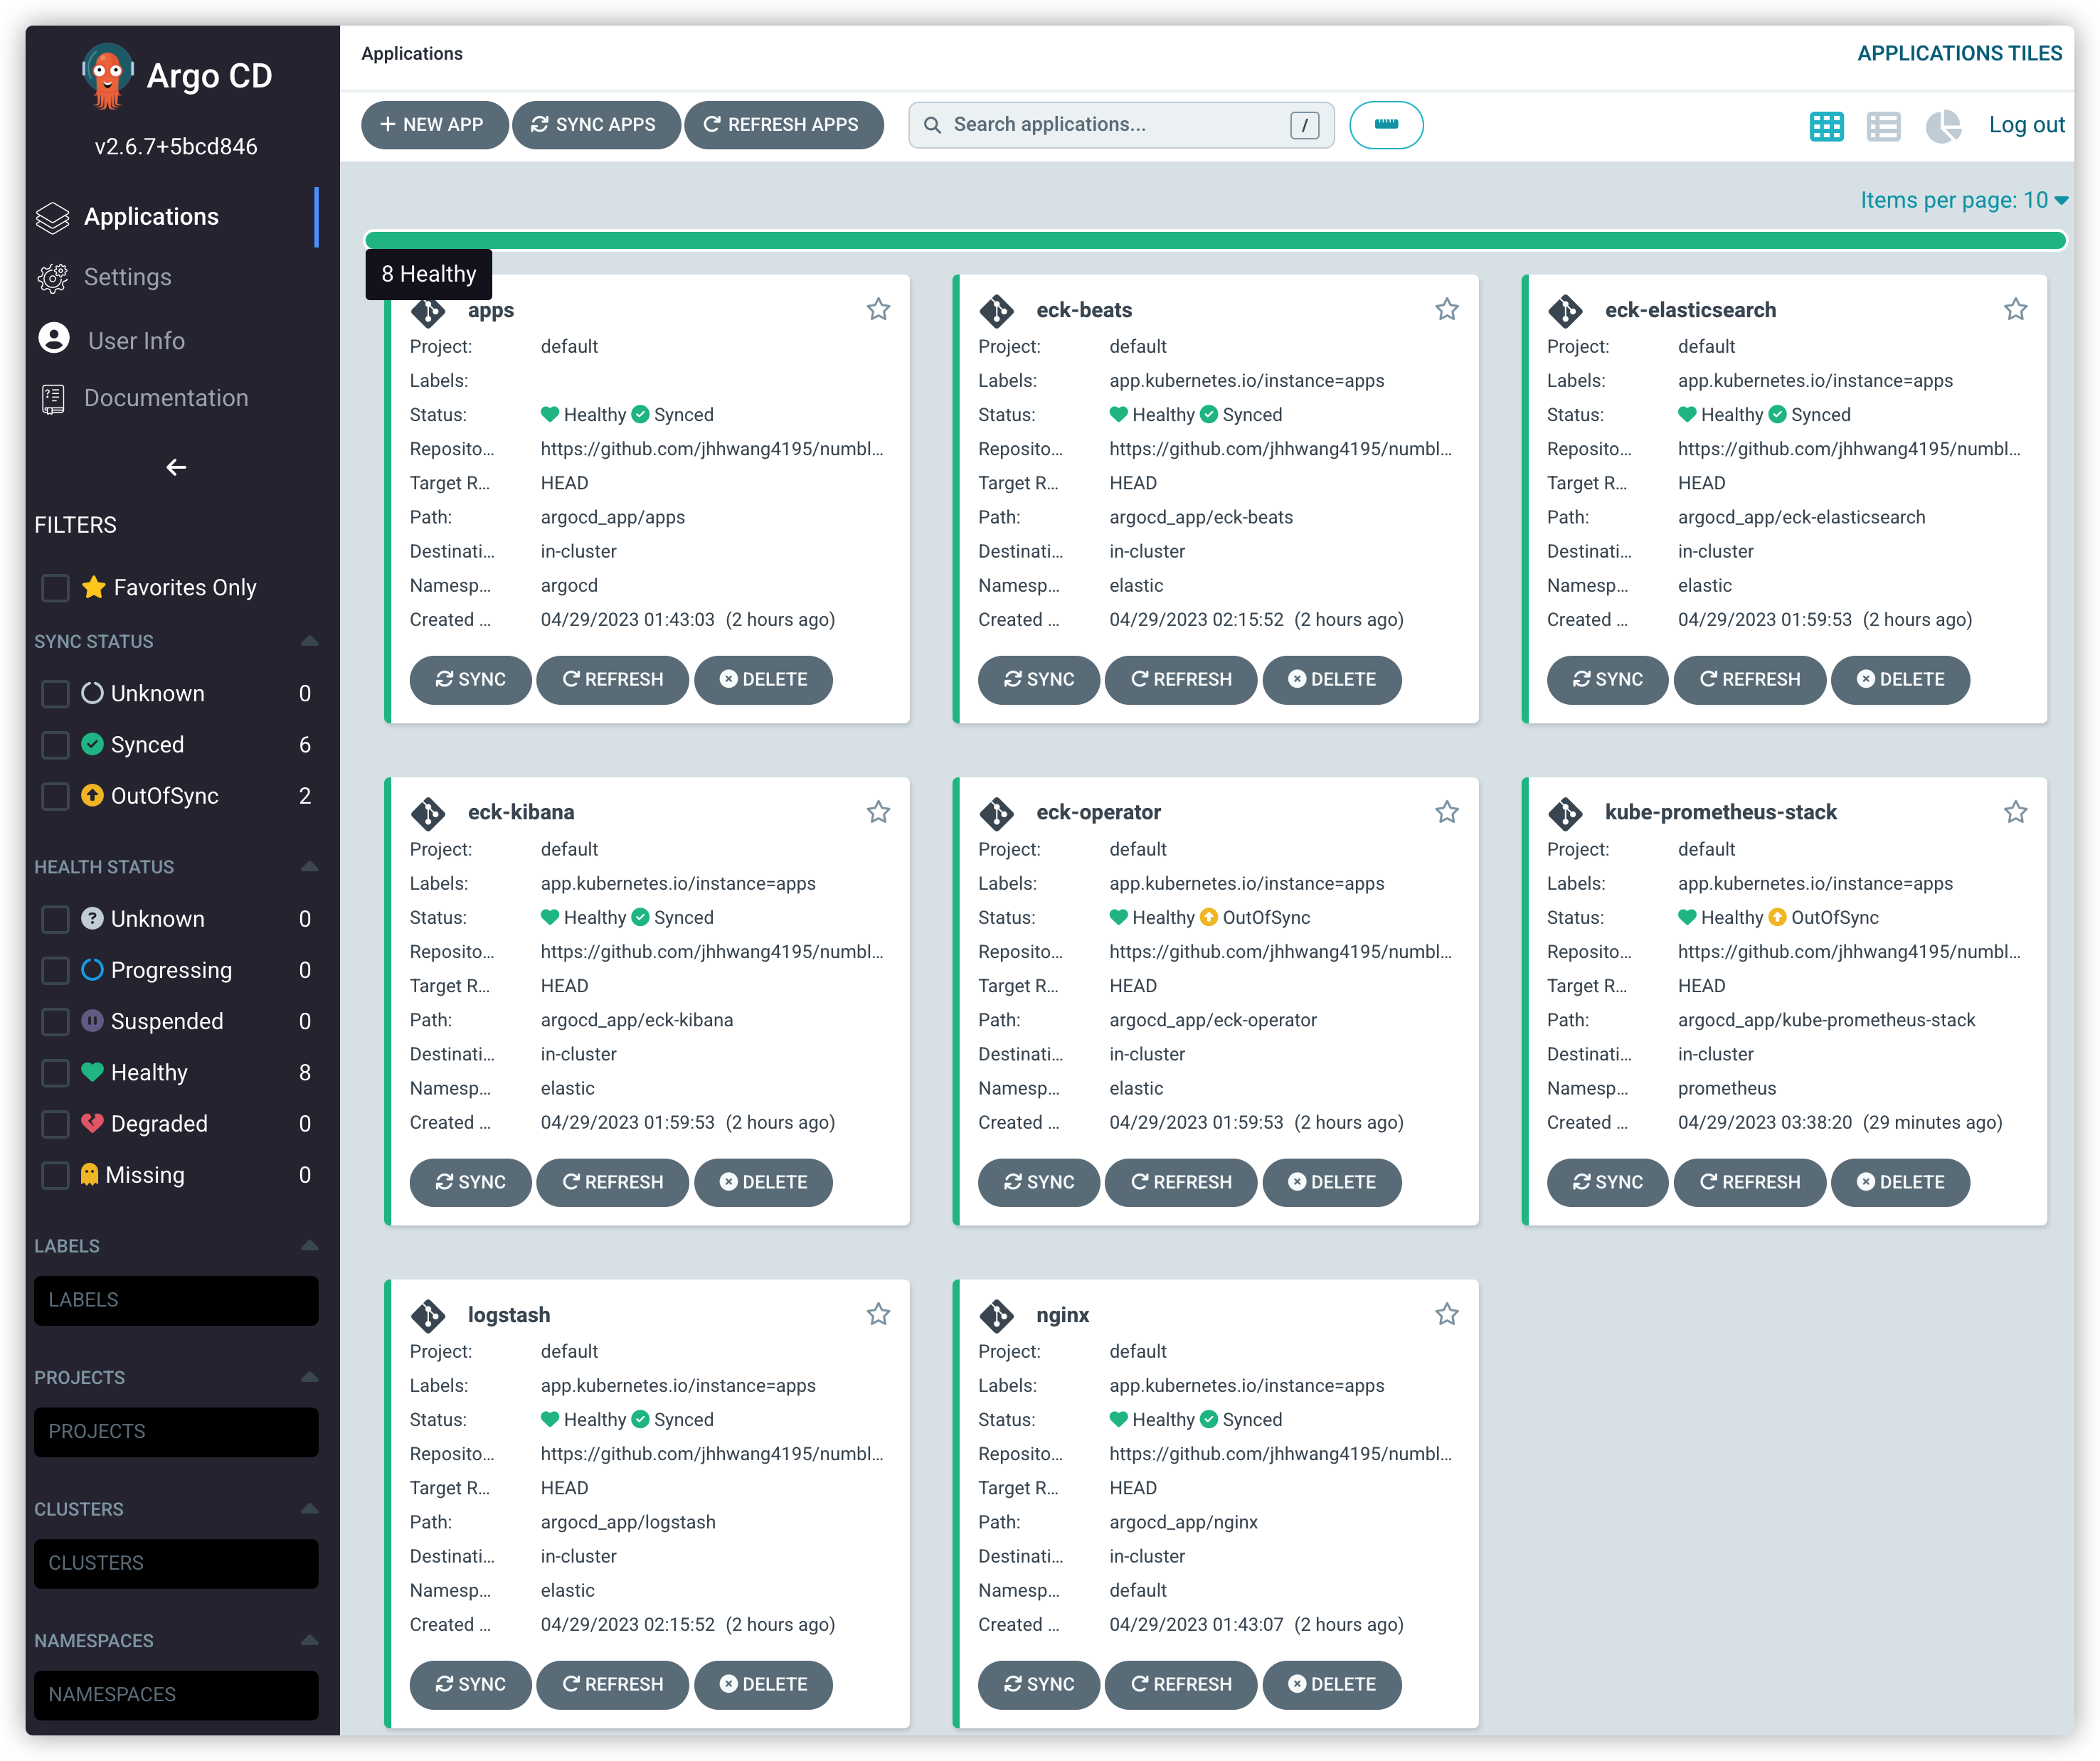 Argo CD
v2.6.7+5bcd846
Applications
Settings
User Info
Documentation
FILTERS
Favorites Only
SYNC STATUS
Unknown 0
Synced 6
OutOfSync 2
HEALTH STATUS
? Unknown 0
Progressing 0
Suspended 0
Healthy 8
Degraded 0
Missing 0
LABELS
LABELS
PROJECTS
PROJECTS
CLUSTERS
CLUSTERS
NAMESPACES
NAMESPACES
Applications
APPLICATIONS TILES
+ NEW APP SYNC APPS REFRESH APPS Search applications... / Log out
Items per page: 10
8 Healthy
apps
Project: default
Labels:
Status: Healthy Synced
Reposito... https://github.com/jhhwang4195/numbl...
Target R... HEAD
Path: argocd_app/apps
Destinati... in-cluster
Namesp... argocd
Created ... 04/29/2023 01:43:03 (2 hours ago)
SYNC REFRESH DELETE
eck-beats
Project: default
Labels: app.kubernetes.io/instance=apps
Status: Healthy Synced
Reposito... https://github.com/jhhwang4195/numbl...
Target R... HEAD
Path: argocd_app/eck-beats
Destinati... in-cluster
Namesp... elastic
Created ... 04/29/2023 02:15:52 (2 hours ago)
SYNC REFRESH DELETE
eck-elasticsearch
Project: default
Labels: app.kubernetes.io/instance=apps
Status: Healthy Synced
Reposito... https://github.com/jhhwang4195/numbl...
Target R... HEAD
Path: argocd_app/eck-elasticsearch
Destinati... in-cluster
Namesp... elastic
Created ... 04/29/2023 01:59:53 (2 hours ago)
SYNC REFRESH DELETE
eck-kibana
Project: default
Labels: app.kubernetes.io/instance=apps
Status: Healthy Synced
Reposito... https://github.com/jhhwang4195/numbl...
Target R... HEAD
Path: argocd_app/eck-kibana
Destinati... in-cluster
Namesp... elastic
Created ... 04/29/2023 01:59:53 (2 hours ago)
SYNC REFRESH DELETE
eck-operator
Project: default
Labels: app.kubernetes.io/instance=apps
Status: Healthy OutOfSync
Reposito... https://github.com/jhhwang4195/numbl...
Target R... HEAD
Path: argocd_app/eck-operator
Destinati... in-cluster
Namesp... elastic
Created ... 04/29/2023 01:59:53 (2 hours ago)
SYNC REFRESH DELETE
kube-prometheus-stack
Project: default
Labels: app.kubernetes.io/instance=apps
Status: Healthy OutOfSync
Reposito... https://github.com/jhhwang4195/numbl...
Target R... HEAD
Path: argocd_app/kube-prometheus-stack
Destinati... in-cluster
Namesp... prometheus
Created ... 04/29/2023 03:38:20 (29 minutes ago)
SYNC REFRESH DELETE
logstash
Project: default
Labels: app.kubernetes.io/instance=apps
Status: Healthy Synced
Reposito... https://github.com/jhhwang4195/numbl...
Target R... HEAD
Path: argocd_app/logstash
Destinati... in-cluster
Namesp... elastic
Created ... 04/29/2023 02:15:52 (2 hours ago)
SYNC REFRESH DELETE
nginx
Project: default
Labels: app.kubernetes.io/instance=apps
Status: Healthy Synced
Reposito... https://github.com/jhhwang4195/numbl...
Target R... HEAD
Path: argocd_app/nginx
Destinati... in-cluster
Namesp... default
Created ... 04/29/2023 01:43:07 (2 hours ago)
SYNC REFRESH DELETE